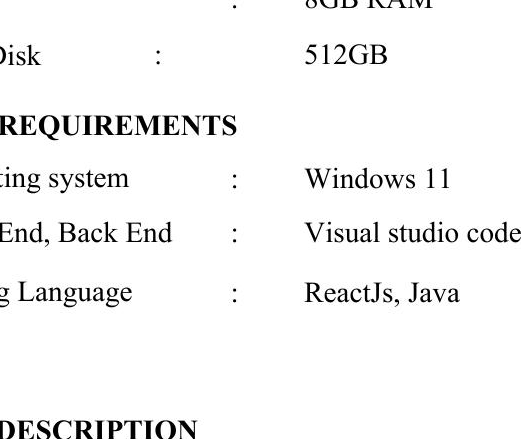 : 8GB RAM
Disk : 512GB
REQUIREMENTS
ting system : Windows 11
End, Back End : Visual studio code
g Language : ReactJs, Java
DESCRIPTION